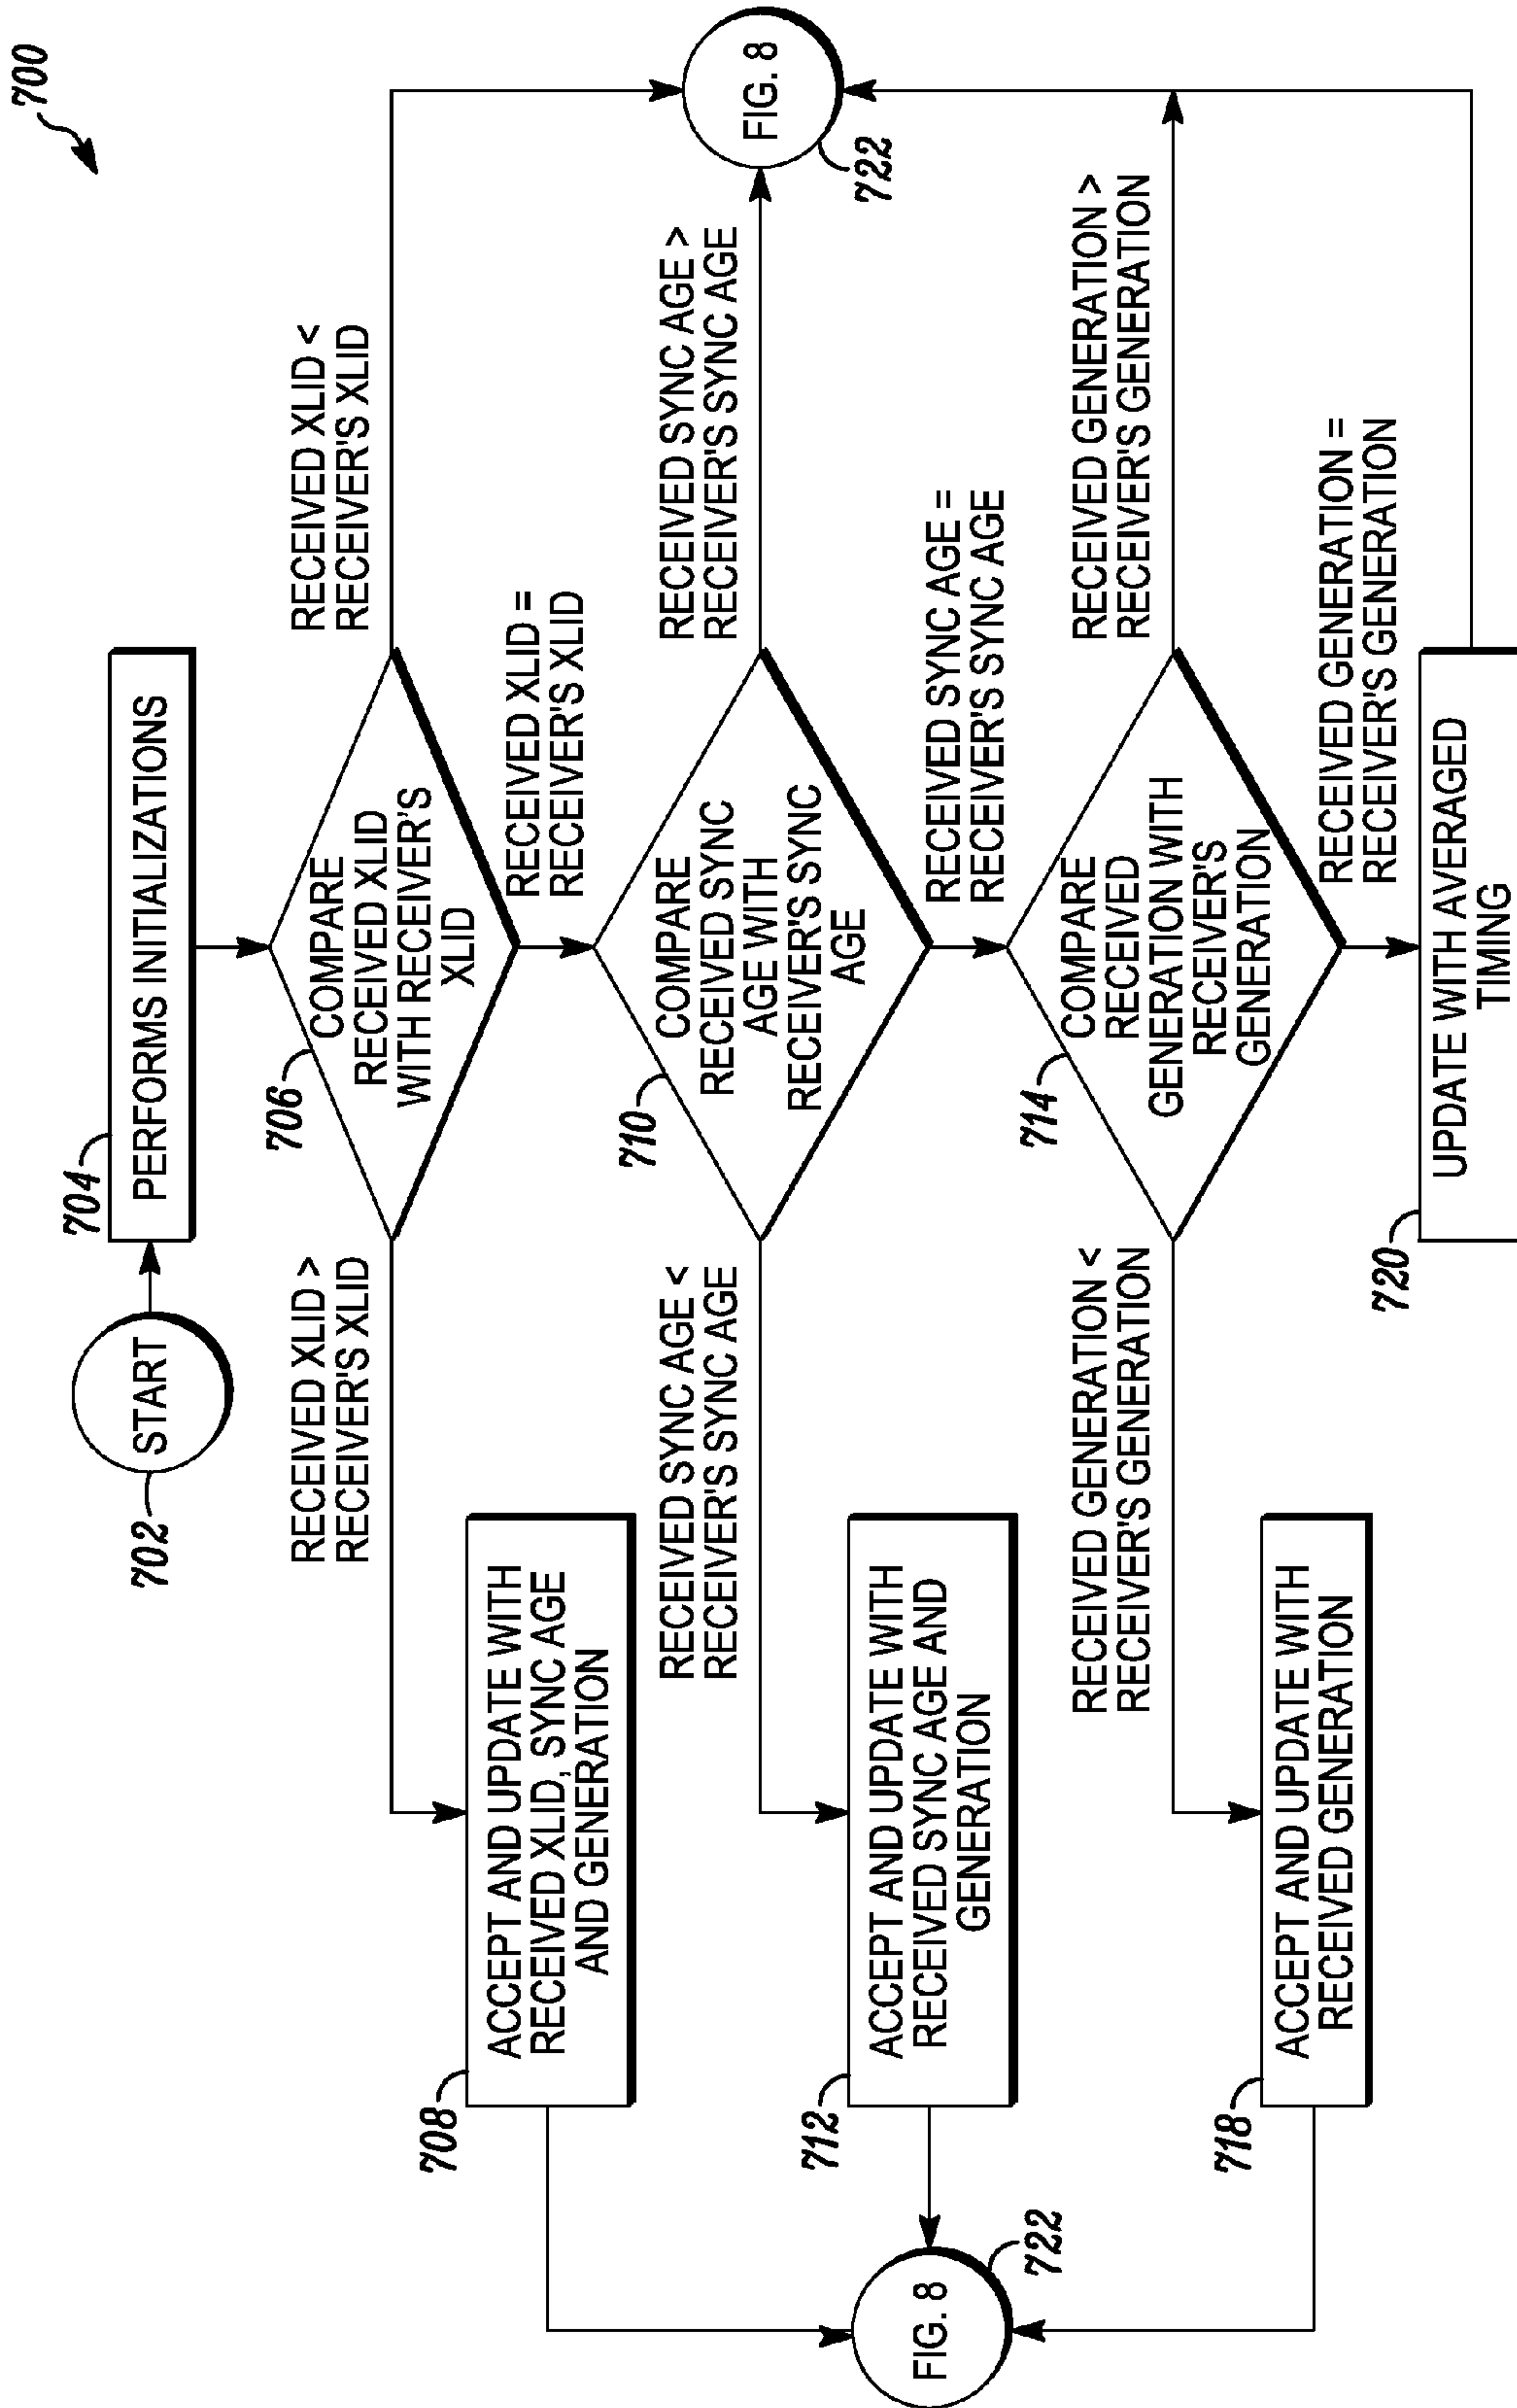 700
702
START
704
PERFORMS INITIALIZATIONS
706
COMPARE
RECEIVED XLID
WITH RECEIVER'S
XLID
RECEIVED XLID >
RECEIVER'S XLID
RECEIVED XLID <
RECEIVER'S XLID
RECEIVED XLID =
RECEIVER'S XLID
708
ACCEPT AND UPDATE WITH
RECEIVED XLID, SYNC AGE
AND GENERATION
710
COMPARE
RECEIVED SYNC
AGE WITH
RECEIVER'S SYNC
AGE
RECEIVED SYNC AGE <
RECEIVER'S SYNC AGE
RECEIVED SYNC AGE >
RECEIVER'S SYNC AGE
RECEIVED SYNC AGE =
RECEIVER'S SYNC AGE
712
ACCEPT AND UPDATE WITH
RECEIVED SYNC AGE AND
GENERATION
714
COMPARE
RECEIVED
GENERATION WITH
RECEIVER'S
GENERATION
RECEIVED GENERATION <
RECEIVER'S GENERATION
RECEIVED GENERATION >
RECEIVER'S GENERATION
RECEIVED GENERATION =
RECEIVER'S GENERATION
718
ACCEPT AND UPDATE WITH
RECEIVED GENERATION
720
UPDATE WITH AVERAGED
TIMING
FIG. 8
722
FIG. 8
722